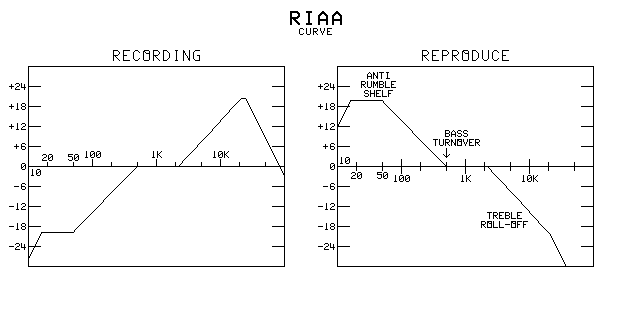 RIAA
CURVE
RECORDING
+24
+18
+12
+6
0
-6
-12
-18
-24
10
20
50
100
1K
10K
REPRODUCE
+24
+18
+12
+6
0
-6
-12
-18
-24
ANTI
RUMBLE
SHELF
BASS
TURNOVER
10
20
50
100
1K
10K
TREBLE
ROLL-OFF